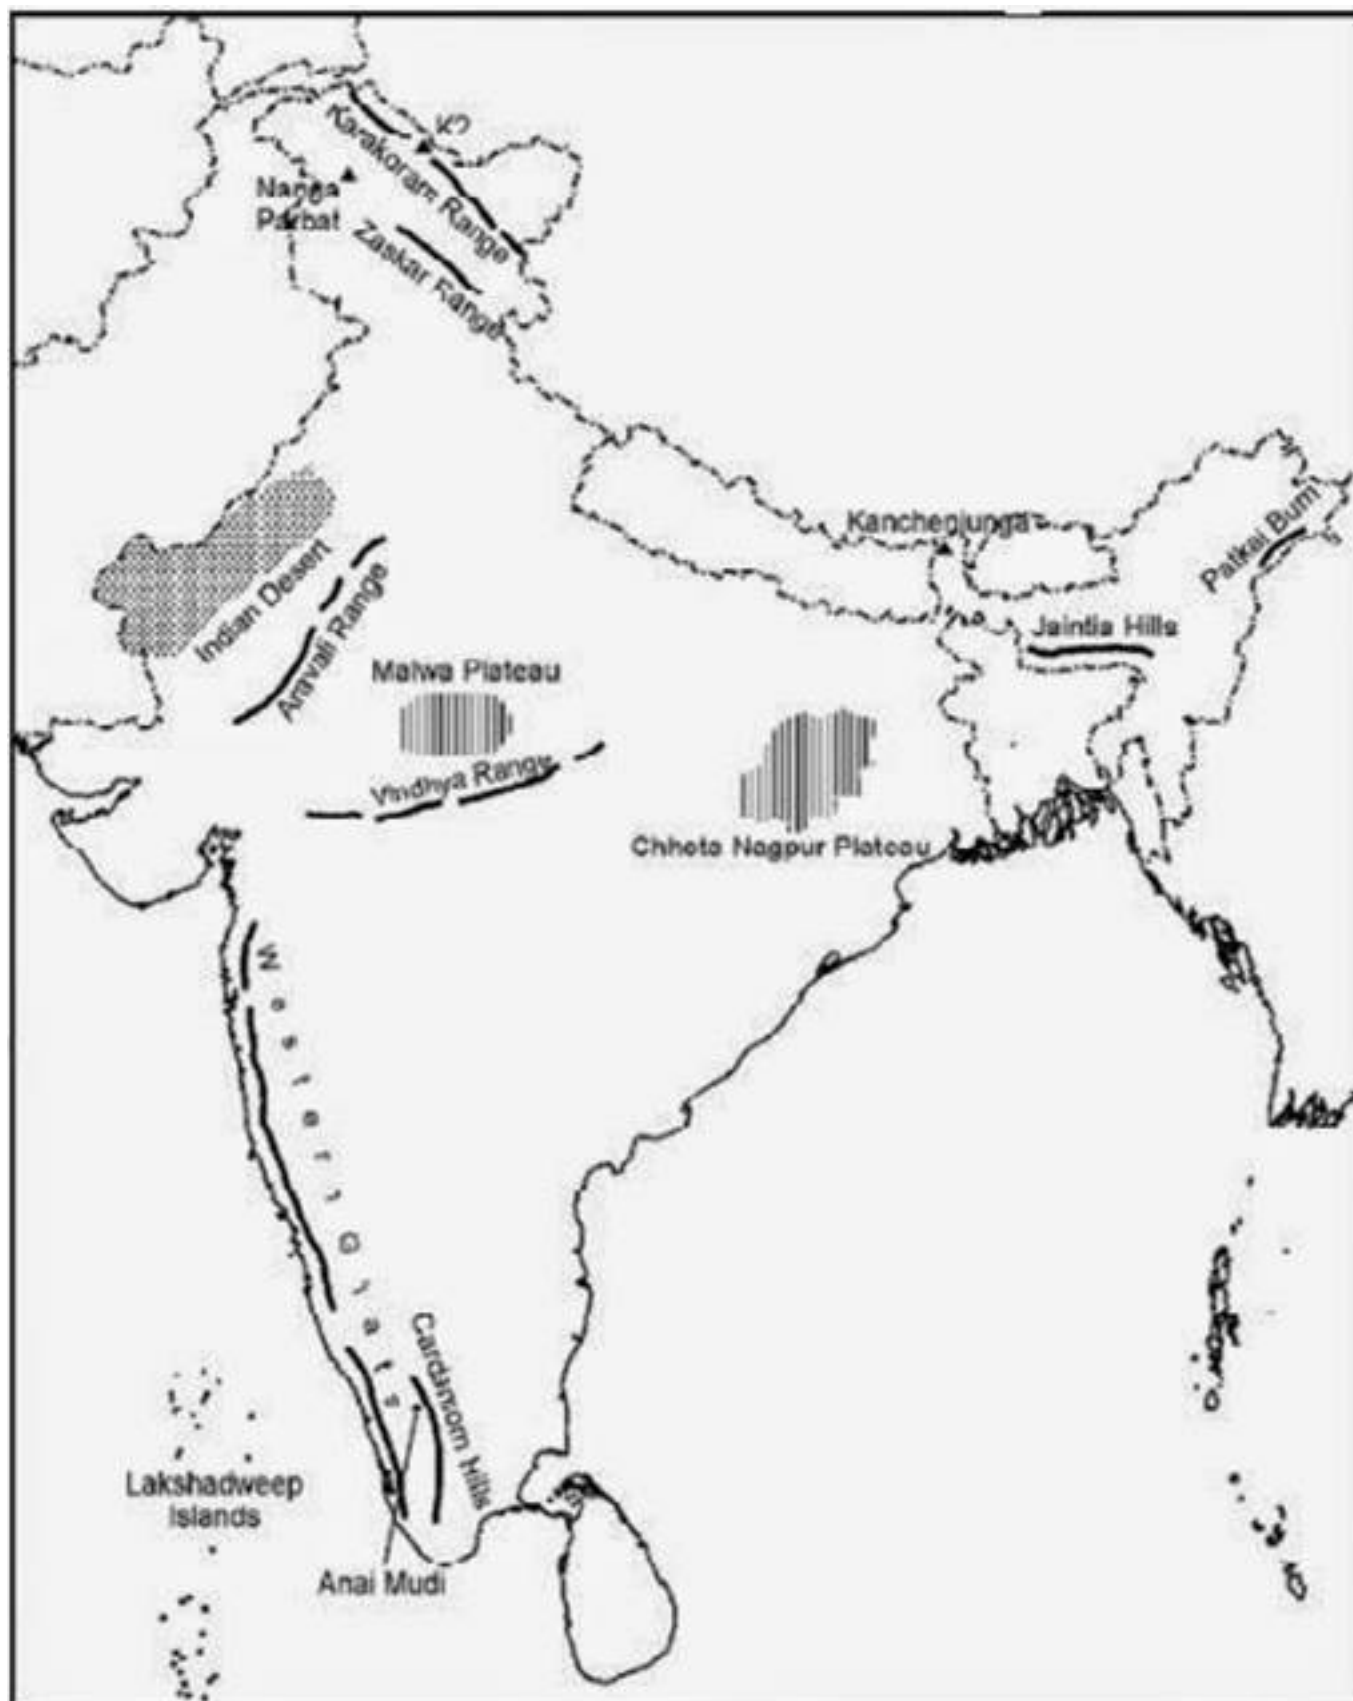 K2
Karakoram Range
Nanga
Parbat
Zaskar Range
Kanchenjunga
Patkai Bum
Indian Desert
Aravali Range
Jaintia Hills
Malwa Plateau
Vindhya Range
Chhota Nagpur Plateau
Western Ghats
Cardamom Hills
Lakshadweep
Islands
Anai Mudi